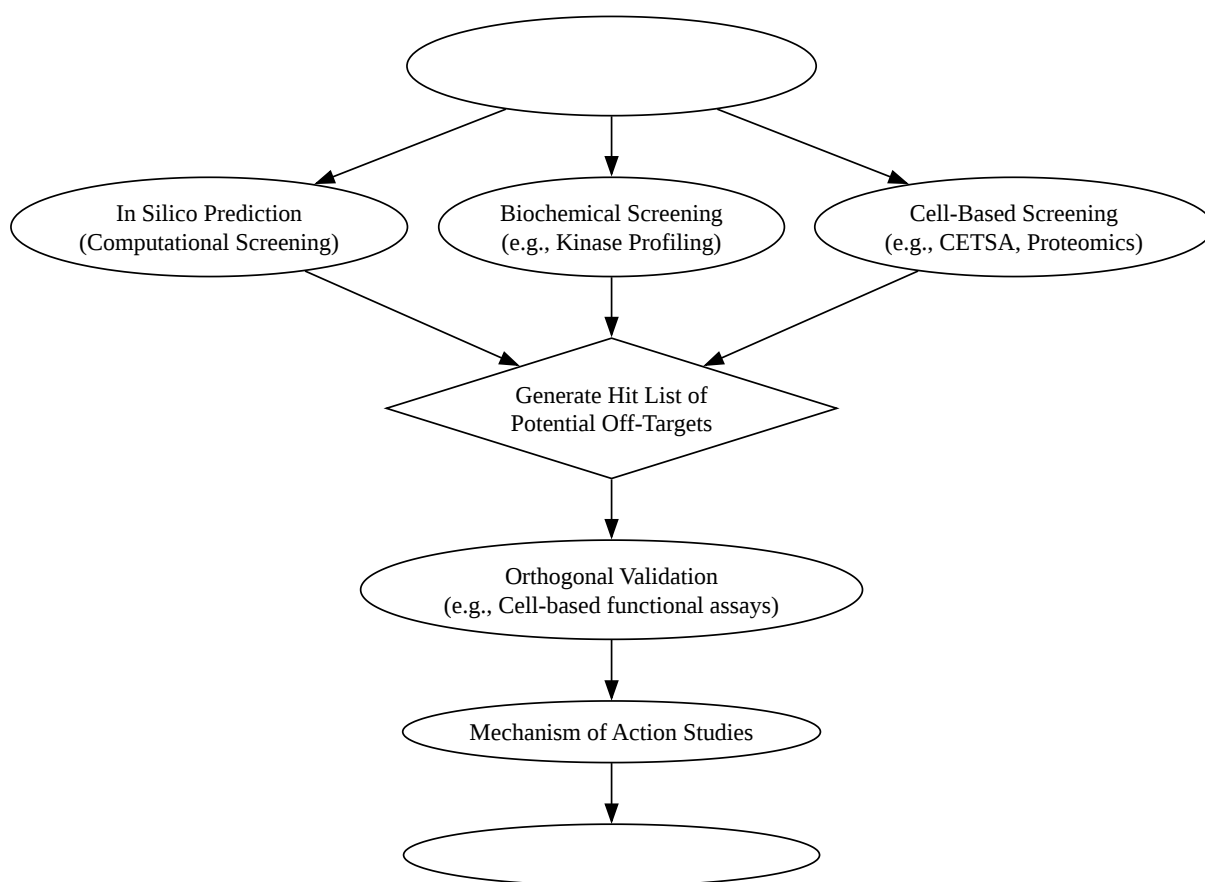 In Silico Prediction
(Computational Screening)
Biochemical Screening
(e.g., Kinase Profiling)
Cell-Based Screening
(e.g., CETSA, Proteomics)
Generate Hit List of
Potential Off-Targets
Orthogonal Validation
(e.g., Cell-based functional assays)
Mechanism of Action Studies